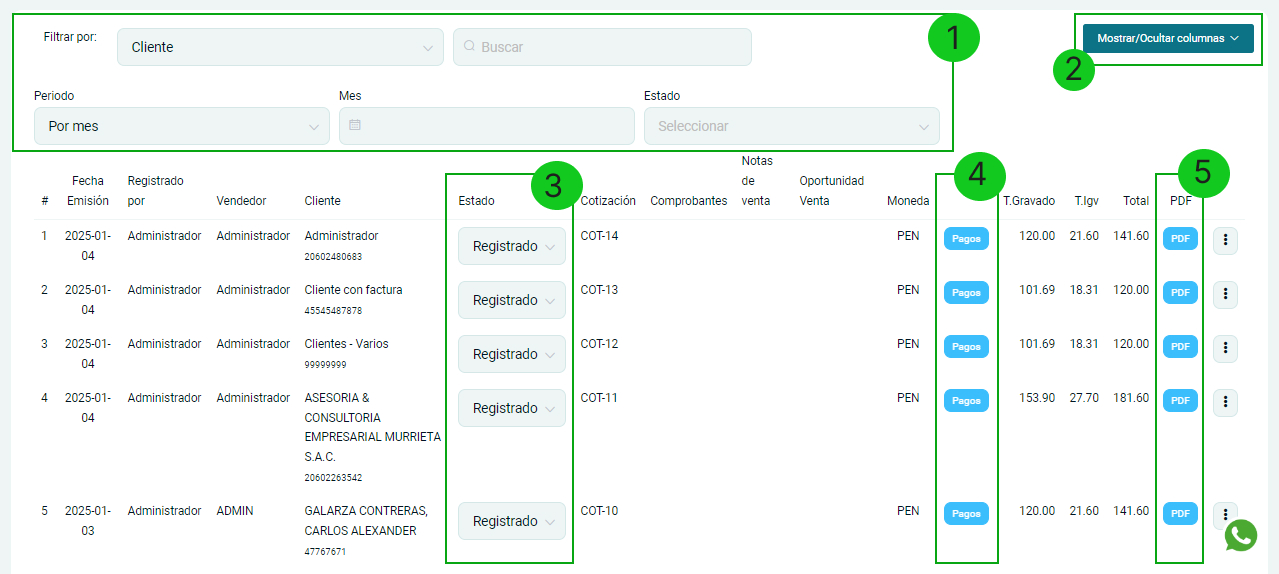 Filtrar por:
Cliente
Buscar
1
Mostrar/Ocultar columnas
2
Periodo
Mes
Estado
Por mes
Seleccionar
3
4
5
#
Fecha
Emisión
Registrado
por
Vendedor
Cliente
Estado
Cotización
Comprobantes
Notas
de
venta
Oportunidad
Venta
Moneda
T.Gravado
T.Igv
Total
PDF
1
2025-01-
04
Administrador
Administrador
Administrador
20602480683
Registrado
COT-14
PEN
Pagos
120.00
21.60
141.60
PDF
2
2025-01-
04
Administrador
Administrador
Cliente con factura
45545487878
Registrado
COT-13
PEN
Pagos
101.69
18.31
120.00
PDF
3
2025-01-
04
Administrador
Administrador
Clientes - Varios
99999999
Registrado
COT-12
PEN
Pagos
101.69
18.31
120.00
PDF
4
2025-01-
04
Administrador
Administrador
ASESORIA &
CONSULTORIA
EMPRESARIAL MURRIETA
S.A.C.
20602263542
Registrado
COT-11
PEN
Pagos
153.90
27.70
181.60
PDF
5
2025-01-
03
Administrador
ADMIN
GALARZA CONTRERAS,
CARLOS ALEXANDER
47767671
Registrado
COT-10
PEN
Pagos
120.00
21.60
141.60
PDF